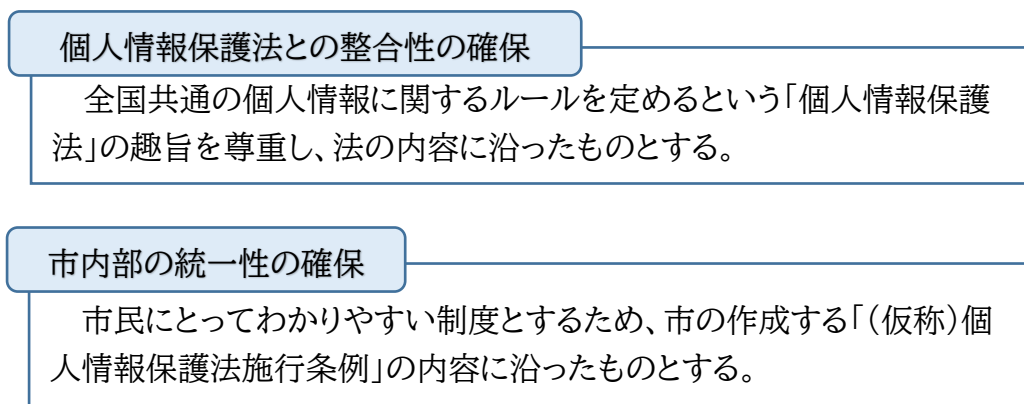 個人情報保護法との整合性の確保
全国共通の個人情報に関するルールを定めるという「個人情報保護
法」の趣旨を尊重し、法の内容に沿ったものとする。
市内部の統一性の確保
市民にとってわかりやすい制度とするため、市の作成する「（仮称）個
人情報保護法施行条例」の内容に沿ったものとする。